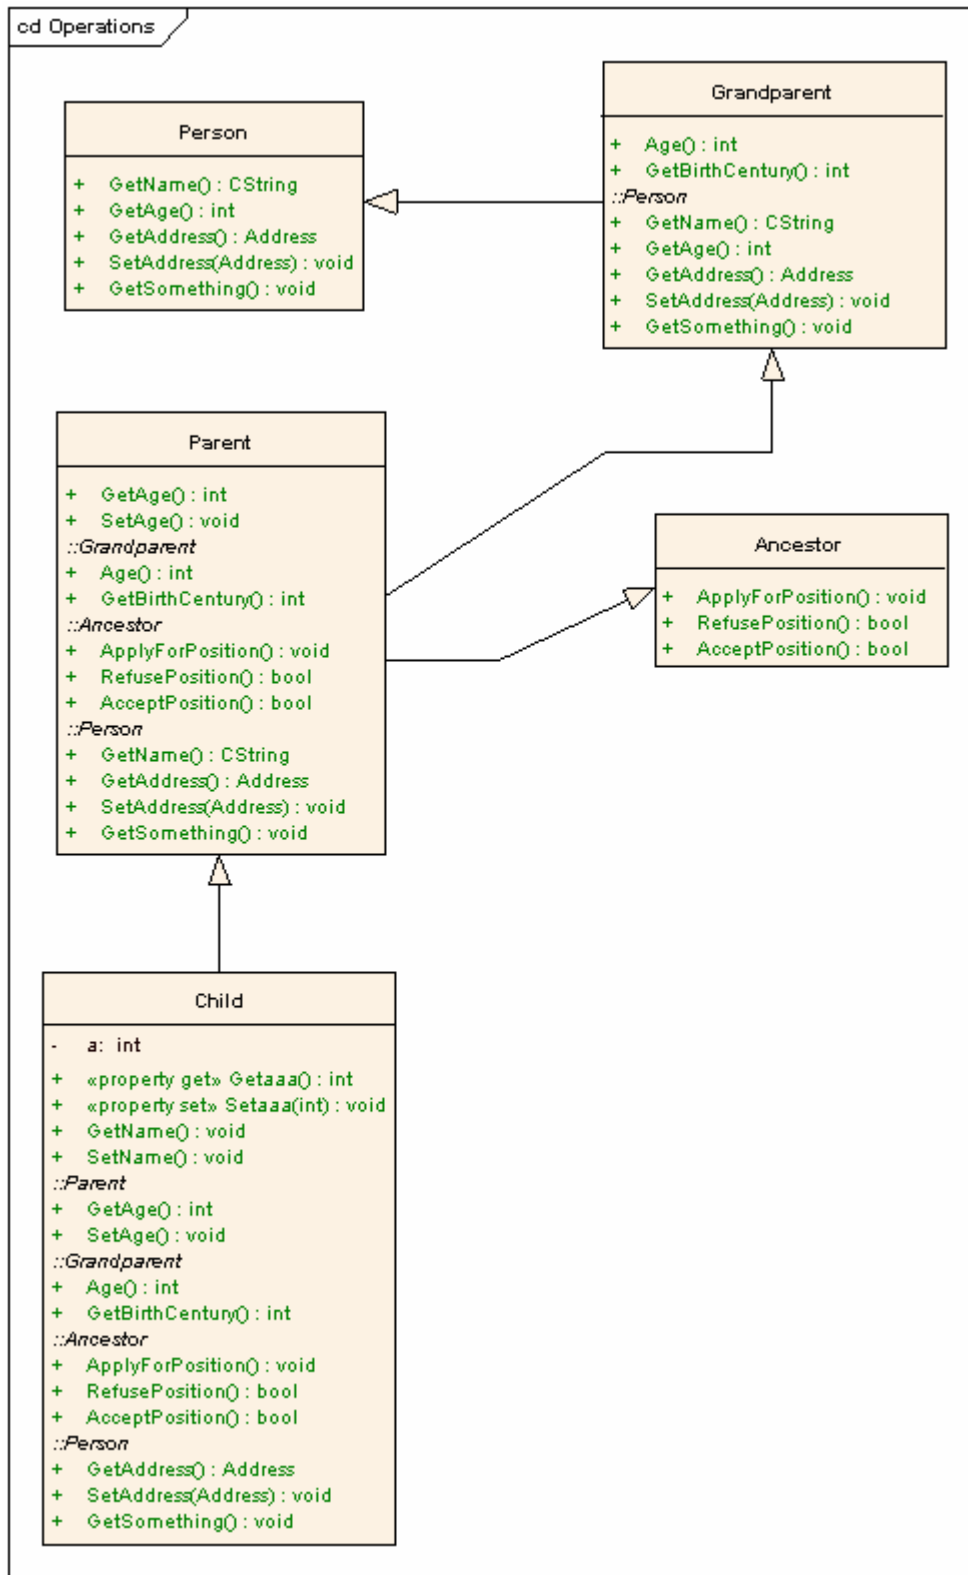 cd Operations
Person
+ GetName() : CString
+ GetAge() : int
+ GetAddress() : Address
+ SetAddress(Address) : void
+ GetSomething() : void
Grandparent
+ Age() : int
+ GetBirthCentury() : int
::Person
+ GetName() : CString
+ GetAge() : int
+ GetAddress() : Address
+ SetAddress(Address) : void
+ GetSomething() : void
Parent
+ GetAge() : int
+ SetAge() : void
::Grandparent
+ Age() : int
+ GetBirthCentury() : int
::Ancestor
+ ApplyForPosition() : void
+ RefusePosition() : bool
+ AcceptPosition() : bool
::Person
+ GetName() : CString
+ GetAddress() : Address
+ SetAddress(Address) : void
+ GetSomething() : void
Ancestor
+ ApplyForPosition() : void
+ RefusePosition() : bool
+ AcceptPosition() : bool
Child
- a: int
+ «property get» Getaaa() : int
+ «property set» Setaaa(int) : void
+ GetName() : void
+ SetName() : void
::Parent
+ GetAge() : int
+ SetAge() : void
::Grandparent
+ Age() : int
+ GetBirthCentury() : int
::Ancestor
+ ApplyForPosition() : void
+ RefusePosition() : bool
+ AcceptPosition() : bool
::Person
+ GetAddress() : Address
+ SetAddress(Address) : void
+ GetSomething() : void